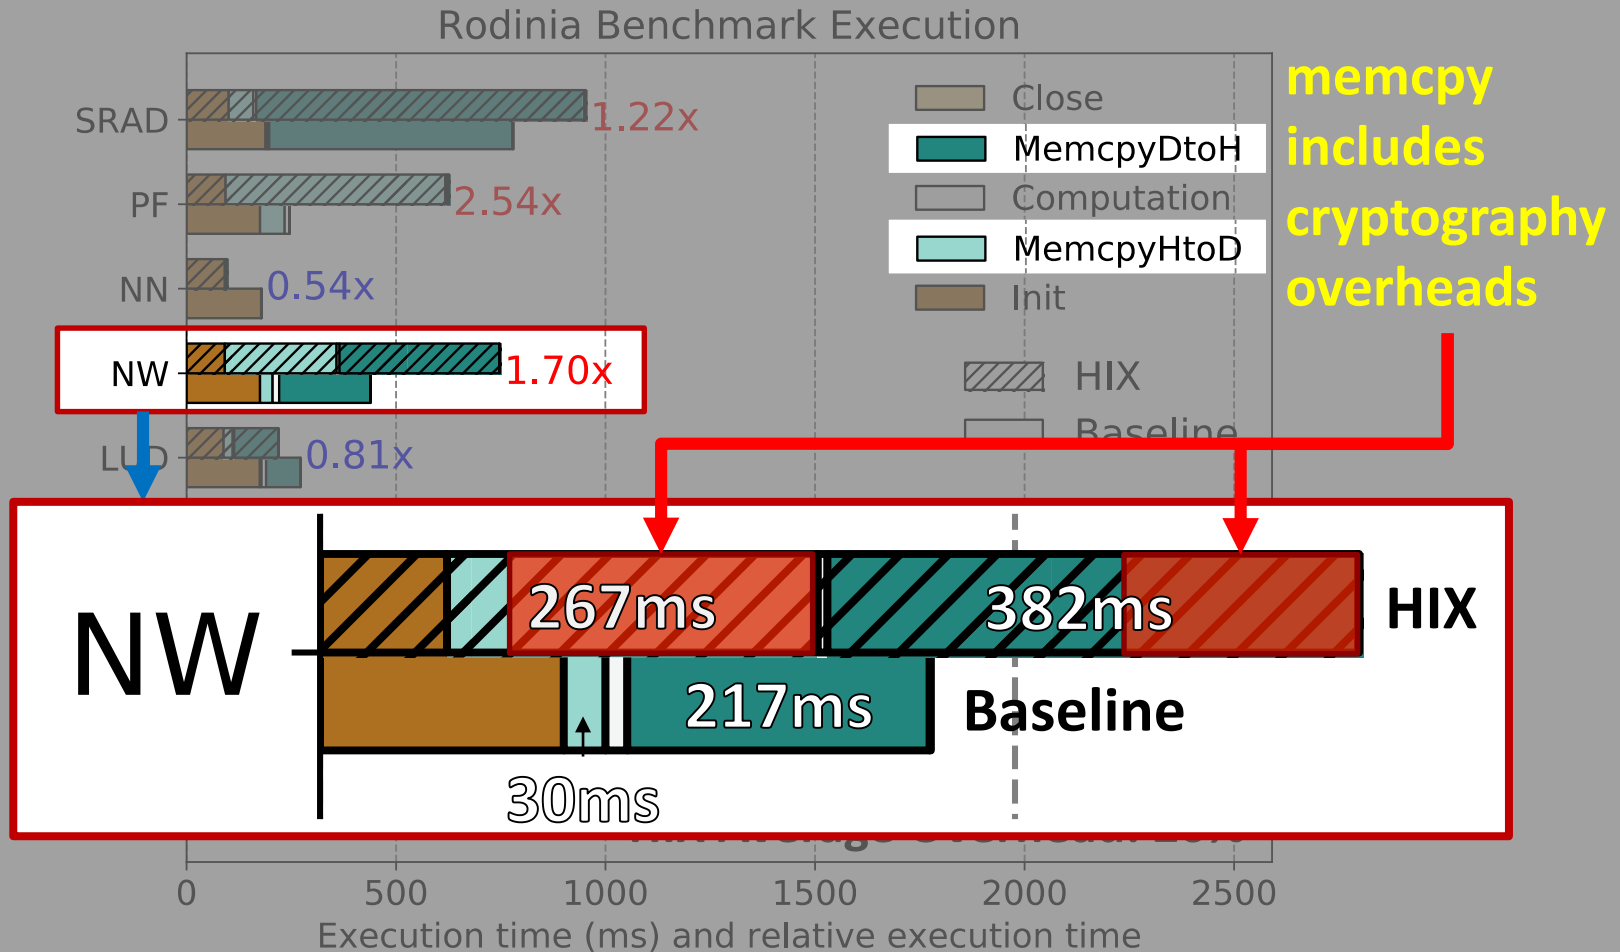 Rodinia Benchmark Execution
memcpy
includes
cryptography
overheads
Close
MemcpyDtoH
Computation
MemcpyHtoD
Init
HIX
Baseline
SRAD
1.22x
PF
2.54x
NN
0.54x
NW
1.70x
LUD
0.81x
NW
267ms
382ms
HIX
217ms
Baseline
30ms
0 500 1000 1500 2000 2500
Execution time (ms) and relative execution time